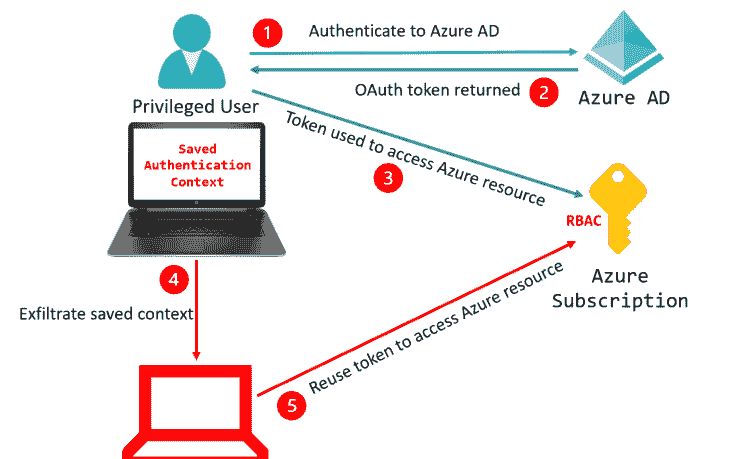 1
Authenticate to Azure AD
OAuth token returned
2
Privileged User
Azure AD
Token used to access Azure resource
3
Saved
Authentication
Context
RBAC
4
Exfiltrate saved context
Azure
Subscription
Reuse token to access Azure resource
5